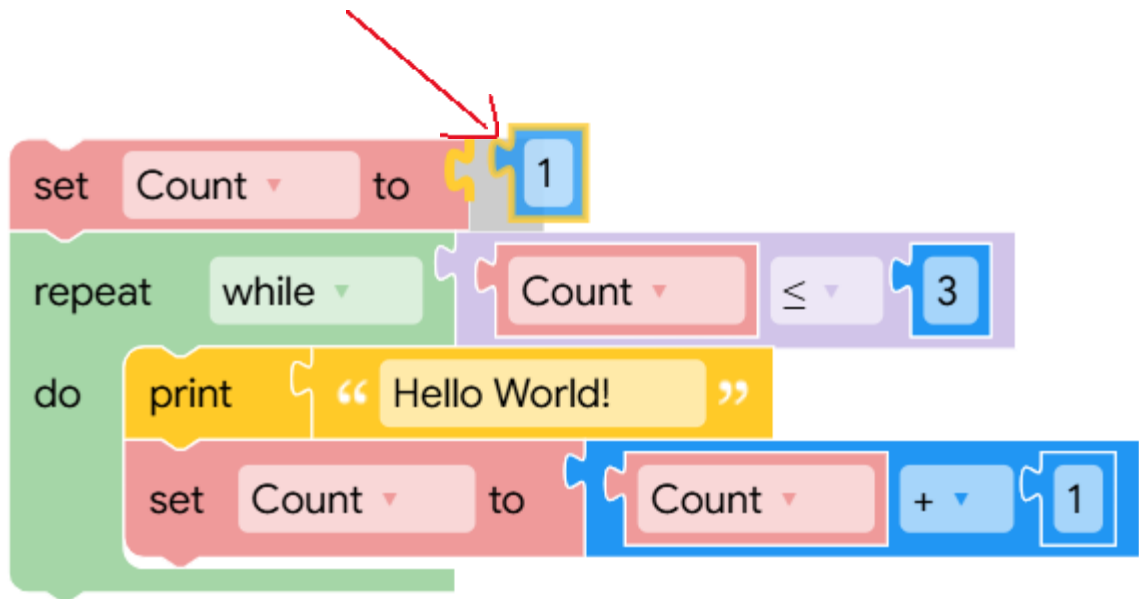 set Count to 1
repeat while Count ≤ 3
do print “ Hello World! ”
set Count to Count + 1